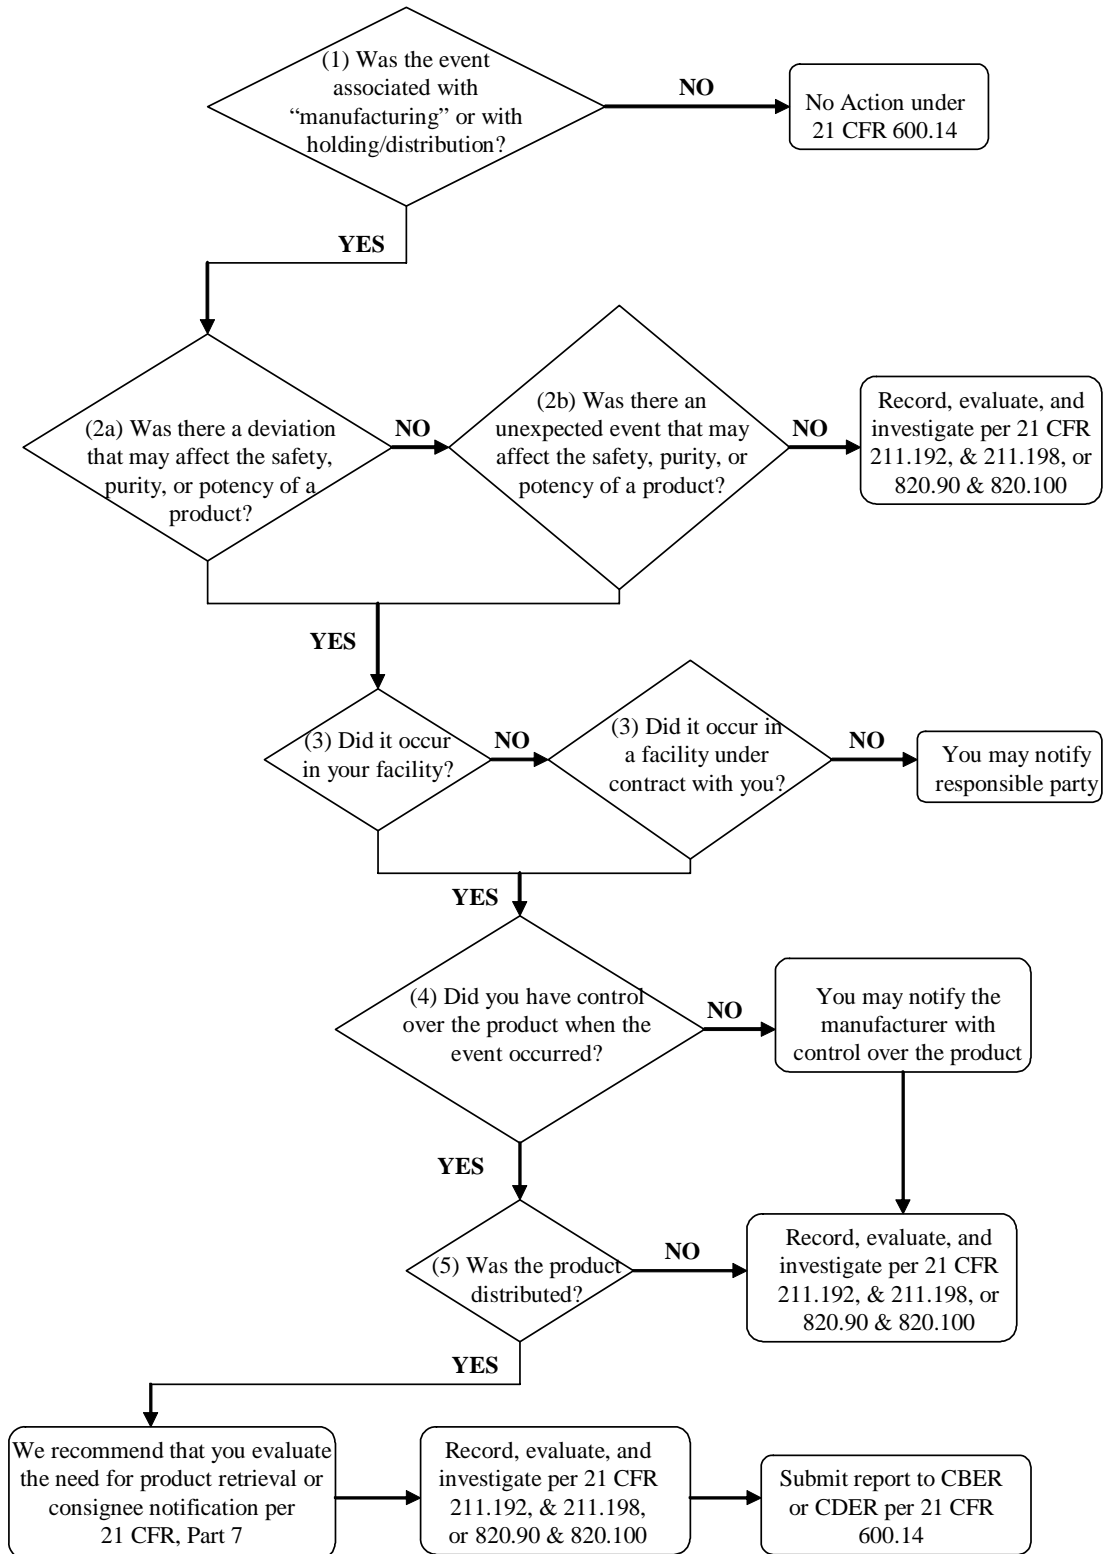 (1) Was the event
associated with
“manufacturing” or with
holding/distribution?
NO
No Action under
21 CFR 600.14
YES
(2a) Was there a deviation
that may affect the safety,
purity, or potency of a
product?
NO
(2b) Was there an
unexpected event that may
affect the safety, purity, or
potency of a product?
NO
Record, evaluate, and
investigate per 21 CFR
211.192, & 211.198, or
820.90 & 820.100
YES
(3) Did it occur
in your facility?
NO
(3) Did it occur in
a facility under
contract with you?
NO
You may notify
responsible party
YES
(4) Did you have control
over the product when the
event occurred?
NO
You may notify the
manufacturer with
control over the product
YES
(5) Was the product
distributed?
NO
Record, evaluate, and
investigate per 21 CFR
211.192, & 211.198, or
820.90 & 820.100
YES
We recommend that you evaluate
the need for product retrieval or
consignee notification per
21 CFR, Part 7
Record, evaluate, and
investigate per 21 CFR
211.192, & 211.198,
or 820.90 & 820.100
Submit report to CBER
or CDER per 21 CFR
600.14